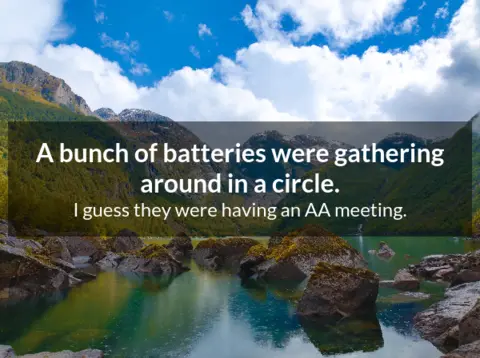 A bunch of batteries were gathering
around in a circle.
I guess they were having an AA meeting.